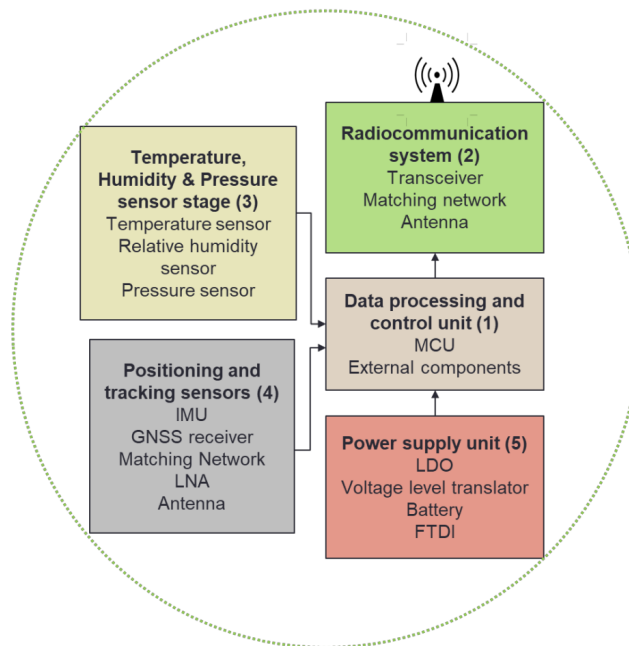 Radiocommunication
system (2)
Transceiver
Matching network
Antenna
Temperature,
Humidity & Pressure
sensor stage (3)
Temperature sensor
Relative humidity
sensor
Pressure sensor
Data processing and
control unit (1)
MCU
External components
Positioning and
tracking sensors (4)
IMU
GNSS receiver
Matching Network
LNA
Antenna
Power supply unit (5)
LDO
Voltage level translator
Battery
FTDI